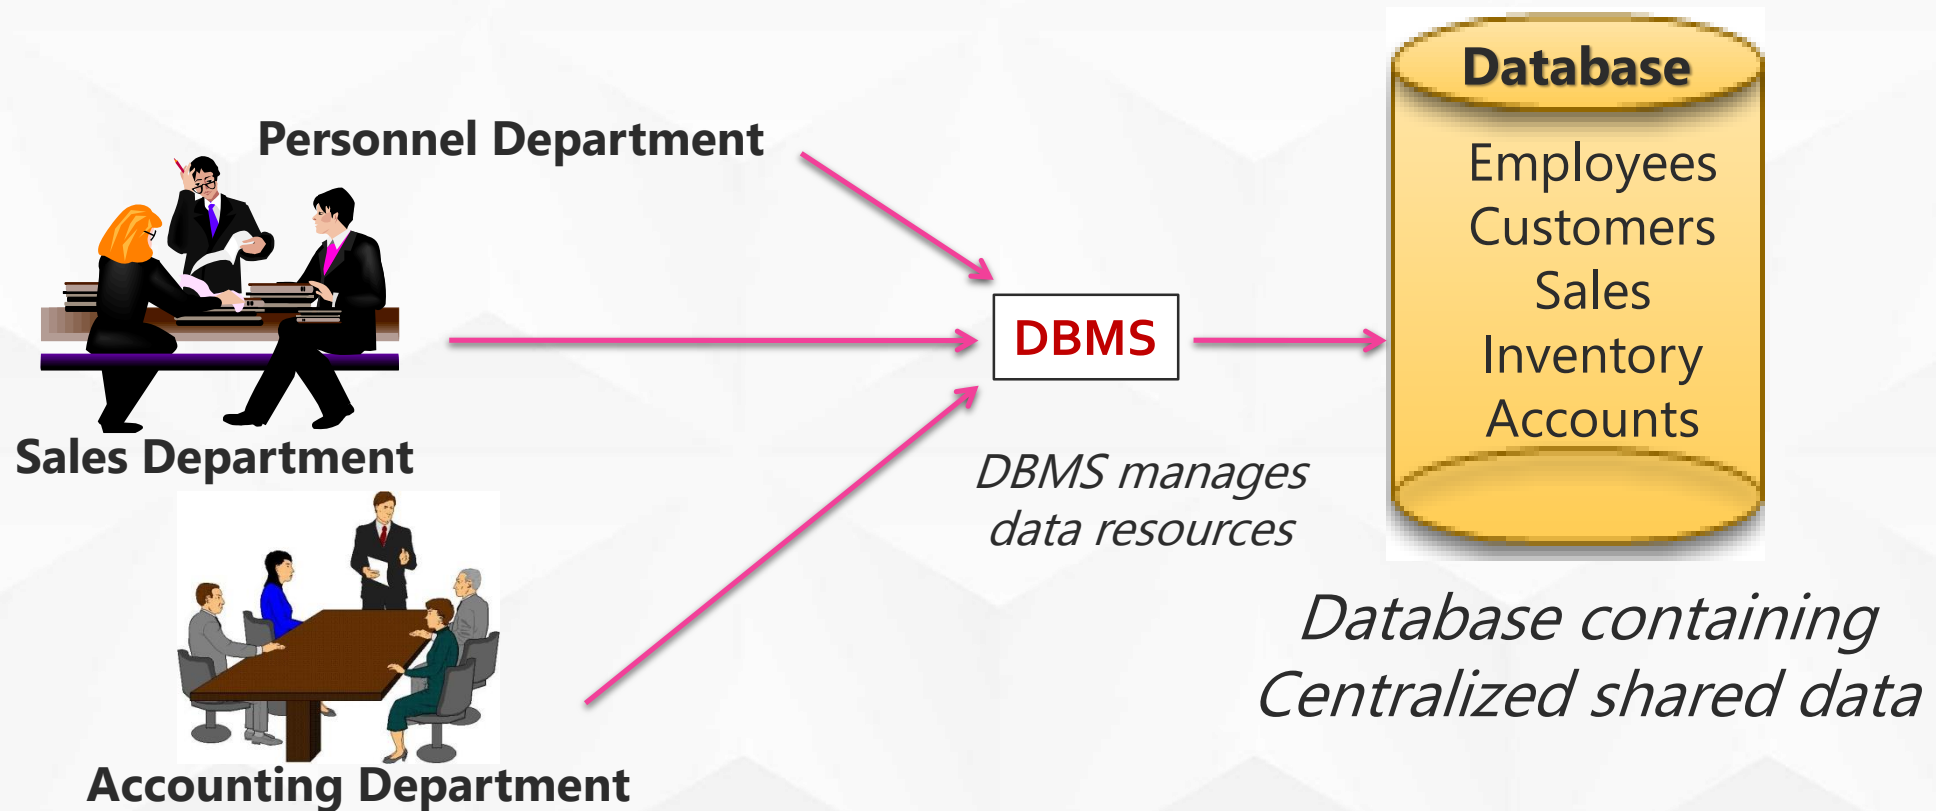 Personnel Department
Sales Department
Accounting Department
DBMS
DBMS manages
data resources
Database
Employees
Customers
Sales
Inventory
Accounts
Database containing
Centralized shared data